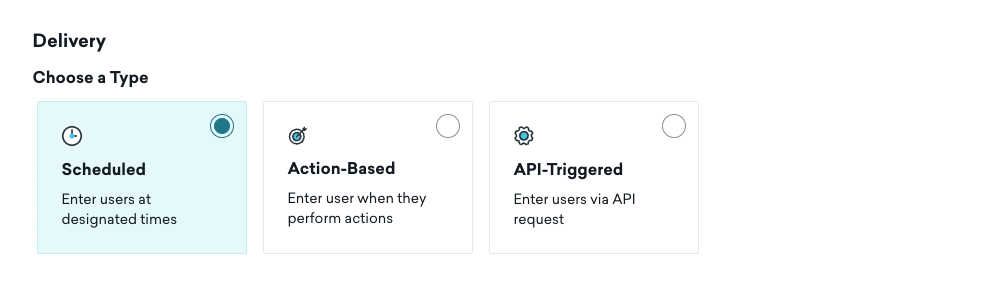 Delivery
Choose a Type
Scheduled
Enter users at
designated times
Action-Based
Enter user when they
perform actions
API-Triggered
Enter users via API
request